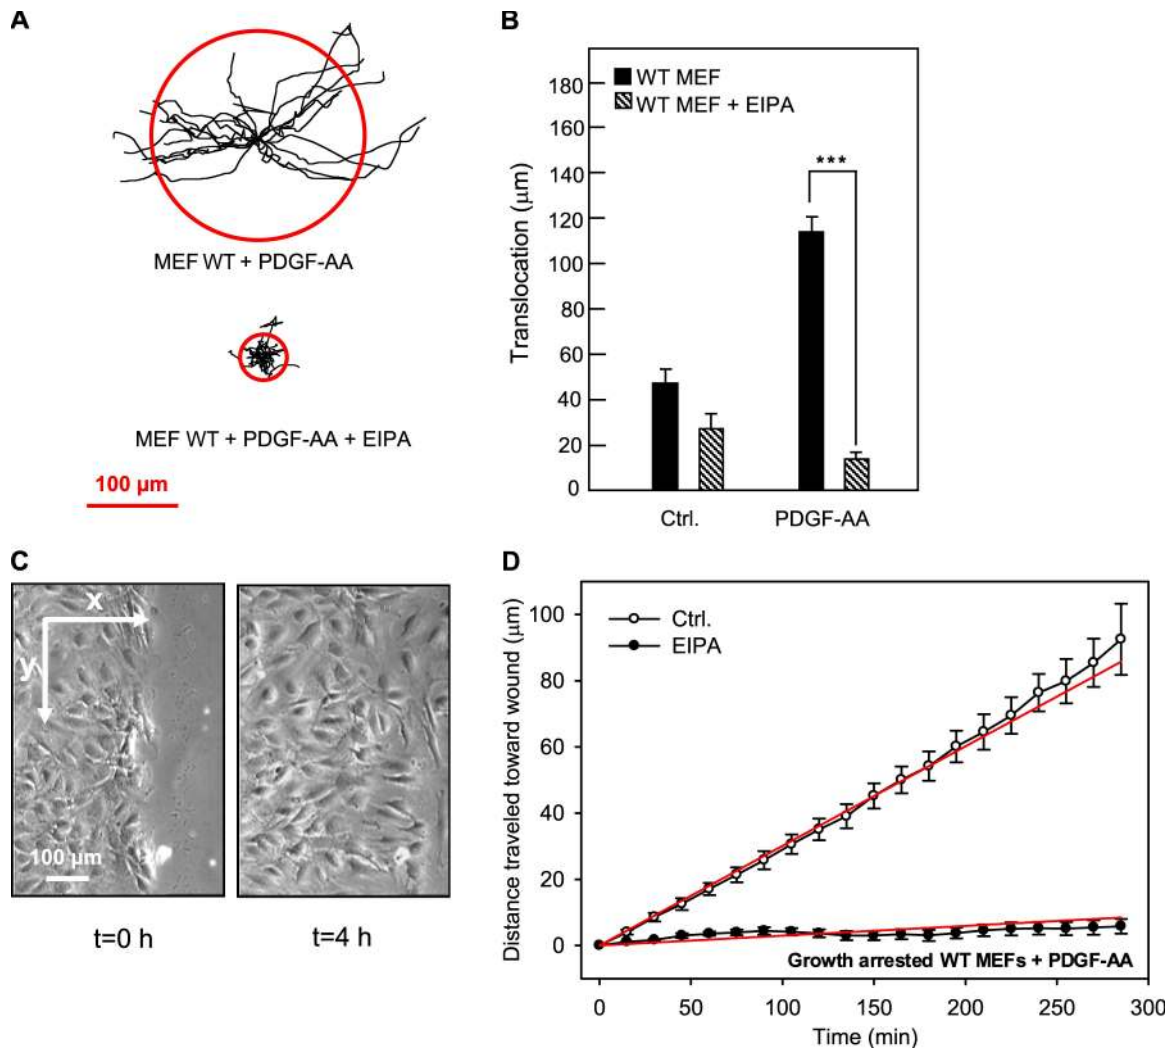 A
MEF WT + PDGF-AA
MEF WT + PDGF-AA + EIPA
100 µm
B
WT MEF
WT MEF + EIPA
180
160
140
120
100
80
60
40
20
0
Translocation (µm)
***
Ctrl.
PDGF-AA
C
x
y
100 µm
t=0 h
t=4 h
D
Ctrl.
EIPA
100
80
60
40
20
0
Distance traveled toward wound (µm)
Growth arrested WT MEFs + PDGF-AA
0 50 100 150 200 250 300
Time (min)